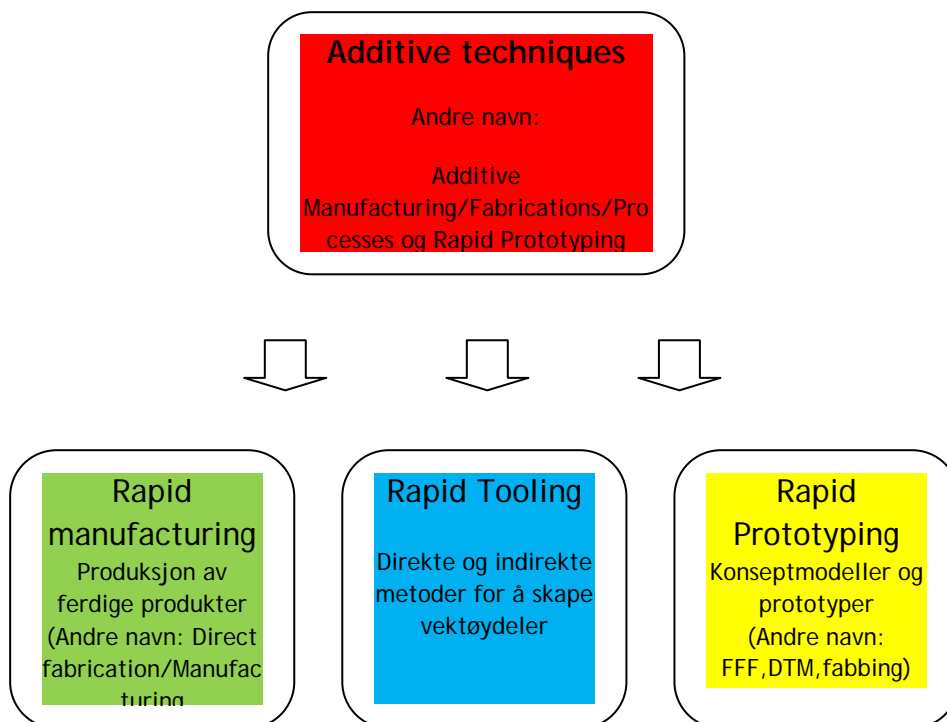 Additive techniques
Andre navn:
Additive
Manufacturing/Fabrications/Pro
cesses og Rapid Prototyping
Rapid
manufacturing
Produksjon av
ferdige produkter
(Andre navn: Direct
fabrication/Manufac
turing
Rapid Tooling
Direkte og indirekte
metoder for å skape
vektøydeler
Rapid
Prototyping
Konseptmodeller og
prototyper
(Andre navn:
FFF,DTM,fabbing)